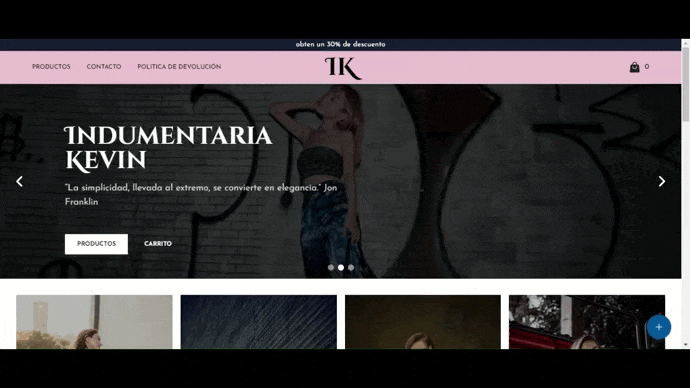 obten un 30% de descuento
PRODUCTOS CONTACTO POLITICA DE DEVOLUCIÓN
IK
0
INDUMENTARIA
KEVIN
"La simplicidad, llevada al extremo, se convierte en elegancia." Jon
Franklin
PRODUCTOS CARRITO